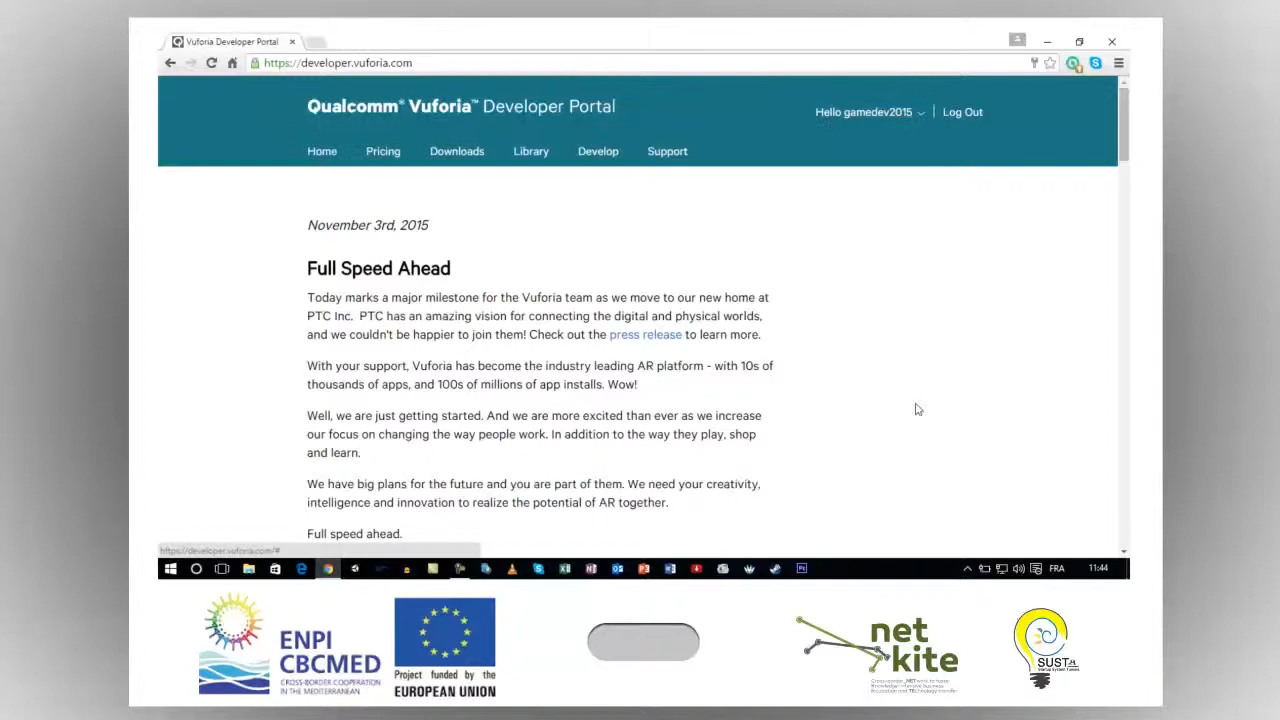 Vuforia Developer Portal
https://developer.vuforia.com
Qualcomm® Vuforia™ Developer Portal
Hello gamedev2015
Log Out
Home Pricing Downloads Library Develop Support
November 3rd, 2015
Full Speed Ahead
Today marks a major milestone for the Vuforia team as we move to our new home at
PTC Inc. PTC has an amazing vision for connecting the digital and physical worlds,
and we couldn't be happier to join them! Check out the press release to learn more.
With your support, Vuforia has become the industry leading AR platform - with 10s of
thousands of apps, and 100s of millions of app installs. Wow!
Well, we are just getting started. And we are more excited than ever as we increase
our focus on changing the way people work. In addition to the way they play, shop
and learn.
We have big plans for the future and you are part of them. We need your creativity,
intelligence and innovation to realize the potential of AR together.
Full speed ahead.
https://developer.vuforia.com/#
FRA 11:44
ENPI
CBCMED
CROSS-BORDER COOPERATION
IN THE MEDITERRANEAN
Project funded by the
EUROPEAN UNION
net
kite
SUST